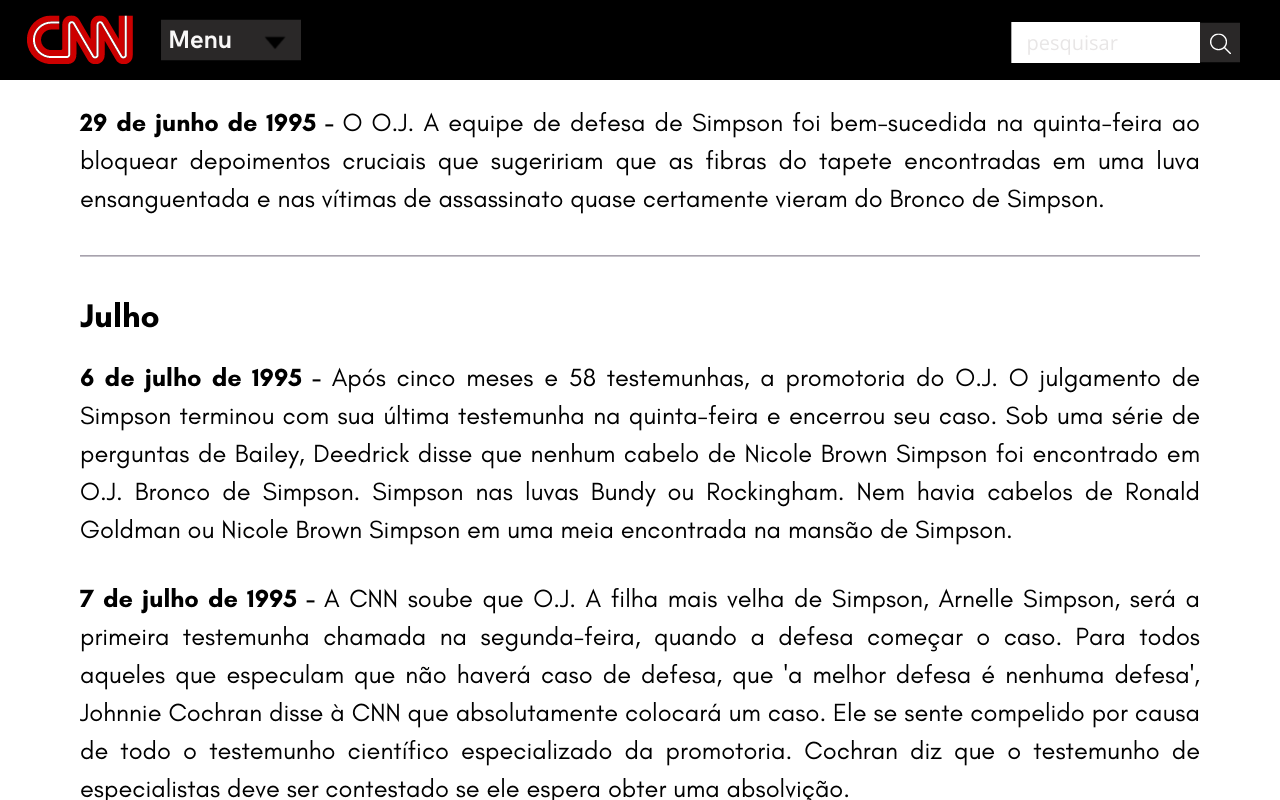 CNN
Menu
pesquisar
29 de junho de 1995 - O O.J. A equipe de defesa de Simpson foi bem-sucedida na quinta-feira ao
bloquear depoimentos cruciais que sugeririam que as fibras do tapete encontradas em uma luva
ensanguentada e nas vítimas de assassinato quase certamente vieram do Bronco de Simpson.
Julho
6 de julho de 1995 - Após cinco meses e 58 testemunhas, a promotoria do O.J. O julgamento de
Simpson terminou com sua última testemunha na quinta-feira e encerrou seu caso. Sob uma série de
perguntas de Bailey, Deedrick disse que nenhum cabelo de Nicole Brown Simpson foi encontrado em
O.J. Bronco de Simpson. Simpson nas luvas Bundy ou Rockingham. Nem havia cabelos de Ronald
Goldman ou Nicole Brown Simpson em uma meia encontrada na mansão de Simpson.
7 de julho de 1995 - A CNN soube que O.J. A filha mais velha de Simpson, Arnelle Simpson, será a
primeira testemunha chamada na segunda-feira, quando a defesa começar o caso. Para todos
aqueles que especulam que não haverá caso de defesa, que 'a melhor defesa é nenhuma defesa',
Johnnie Cochran disse à CNN que absolutamente colocará um caso. Ele se sente compelido por causa
de todo o testemunho científico especializado da promotoria. Cochran diz que o testemunho de
especialistas deve ser contestado se ele espera obter uma absolvição.